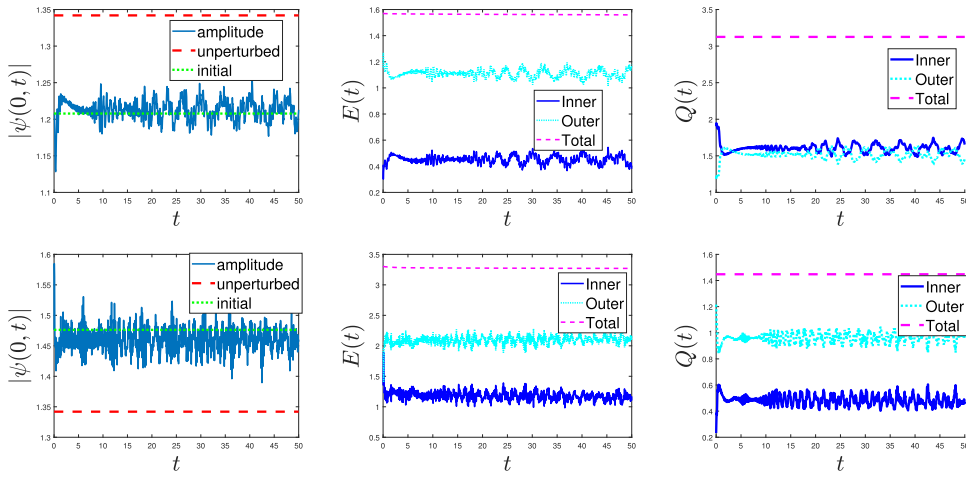 1.35
1.3
1.25
1.2
1.15
1.1
0 5 10 15 20 25 30 35 40 45 50
|ψ(0, t)|
t
amplitude
unperturbed
initial
1.6
1.4
1.2
1
0.8
0.6
0.4
0.2
0 5 10 15 20 25 30 35 40 45 50
E(t)
t
Inner
Outer
Total
3.5
3
2.5
2
1.5
1
0 5 10 15 20 25 30 35 40 45 50
Q(t)
t
Inner
Outer
Total
1.6
1.55
1.5
1.45
1.4
1.35
1.3
0 5 10 15 20 25 30 35 40 45 50
|ψ(0, t)|
t
amplitude
unperturbed
initial
3.5
3
2.5
2
1.5
1
0.5
0 5 10 15 20 25 30 35 40 45 50
E(t)
t
Inner
Outer
Total
1.6
1.4
1.2
1
0.8
0.6
0.4
0.2
0 5 10 15 20 25 30 35 40 45 50
Q(t)
t
Inner
Outer
Total